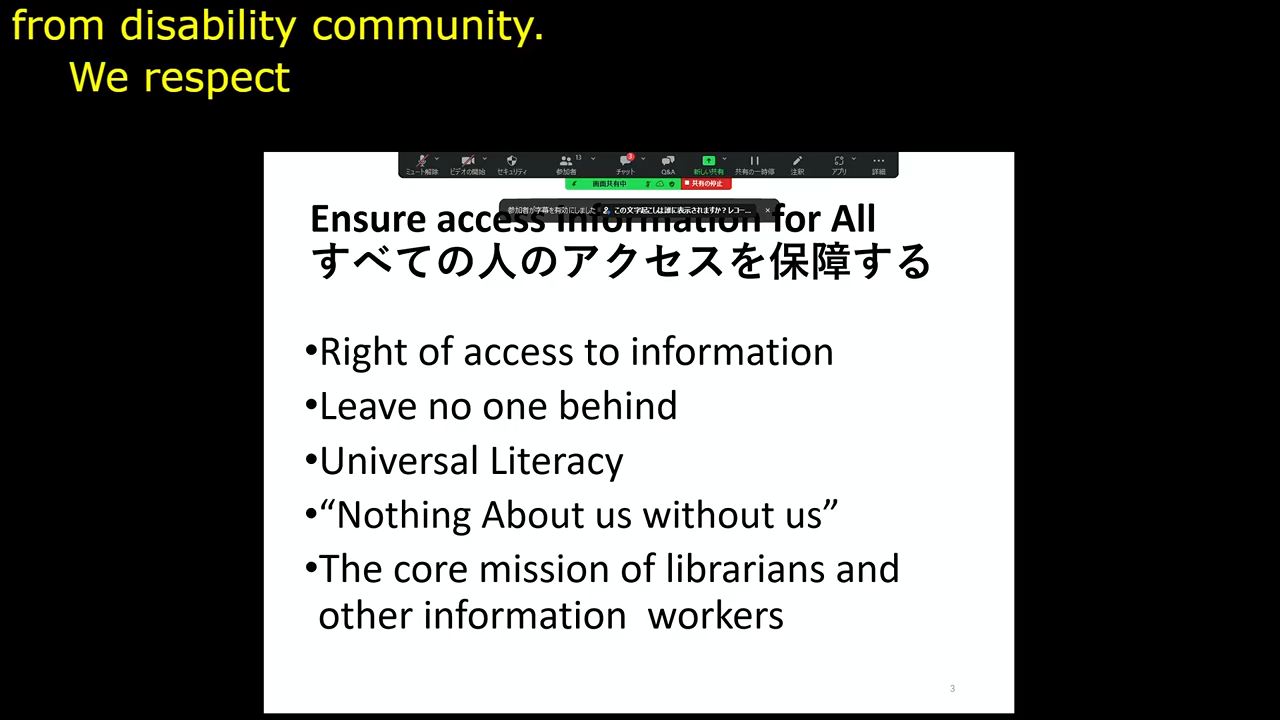 from disability community.
We respect
ミュート解除 ビデオの開始 セキュリティ 参加者 13 チャット 3 Q&A 新しい共有 共有の一時停止 注釈 アプリ 詳細
画面共有中 共有の停止
参加者が字幕を有効にしました この文字起こしは誰に表示されますか？レコー...
Ensure access information for All
すべての人のアクセスを保障する
•Right of access to information
•Leave no one behind
•Universal Literacy
•“Nothing About us without us”
•The core mission of librarians and
other information workers
3